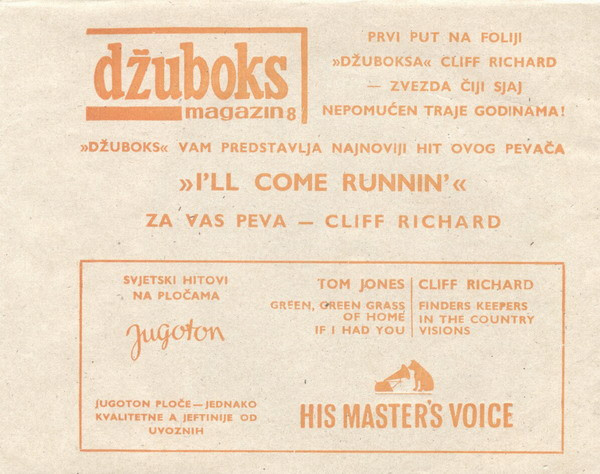 džuboks
magazin 8
PRVI PUT NA FOLIJI
»DŽUBOKSA« CLIFF RICHARD
— ZVEZDA ČIJI SJAJ
NEPOMUĆEN TRAJE GODINAMA!
»DŽUBOKS« VAM PREDSTAVLJA NAJNOVIJI HIT OVOG PEVAČA
»I'LL COME RUNNIN'«
ZA VAS PEVA — CLIFF RICHARD
SVJETSKI HITOVI
NA PLOČAMA
Jugoton
JUGOTON PLOČE—JEDNAKO
KVALITETNE A JEFTINIJE OD
UVOZNIH
TOM JONES
GREEN, GREEN GRASS
OF HOME
IF I HAD YOU
CLIFF RICHARD
FINDERS KEEPERS
IN THE COUNTRY
VISIONS
HIS MASTER'S VOICE